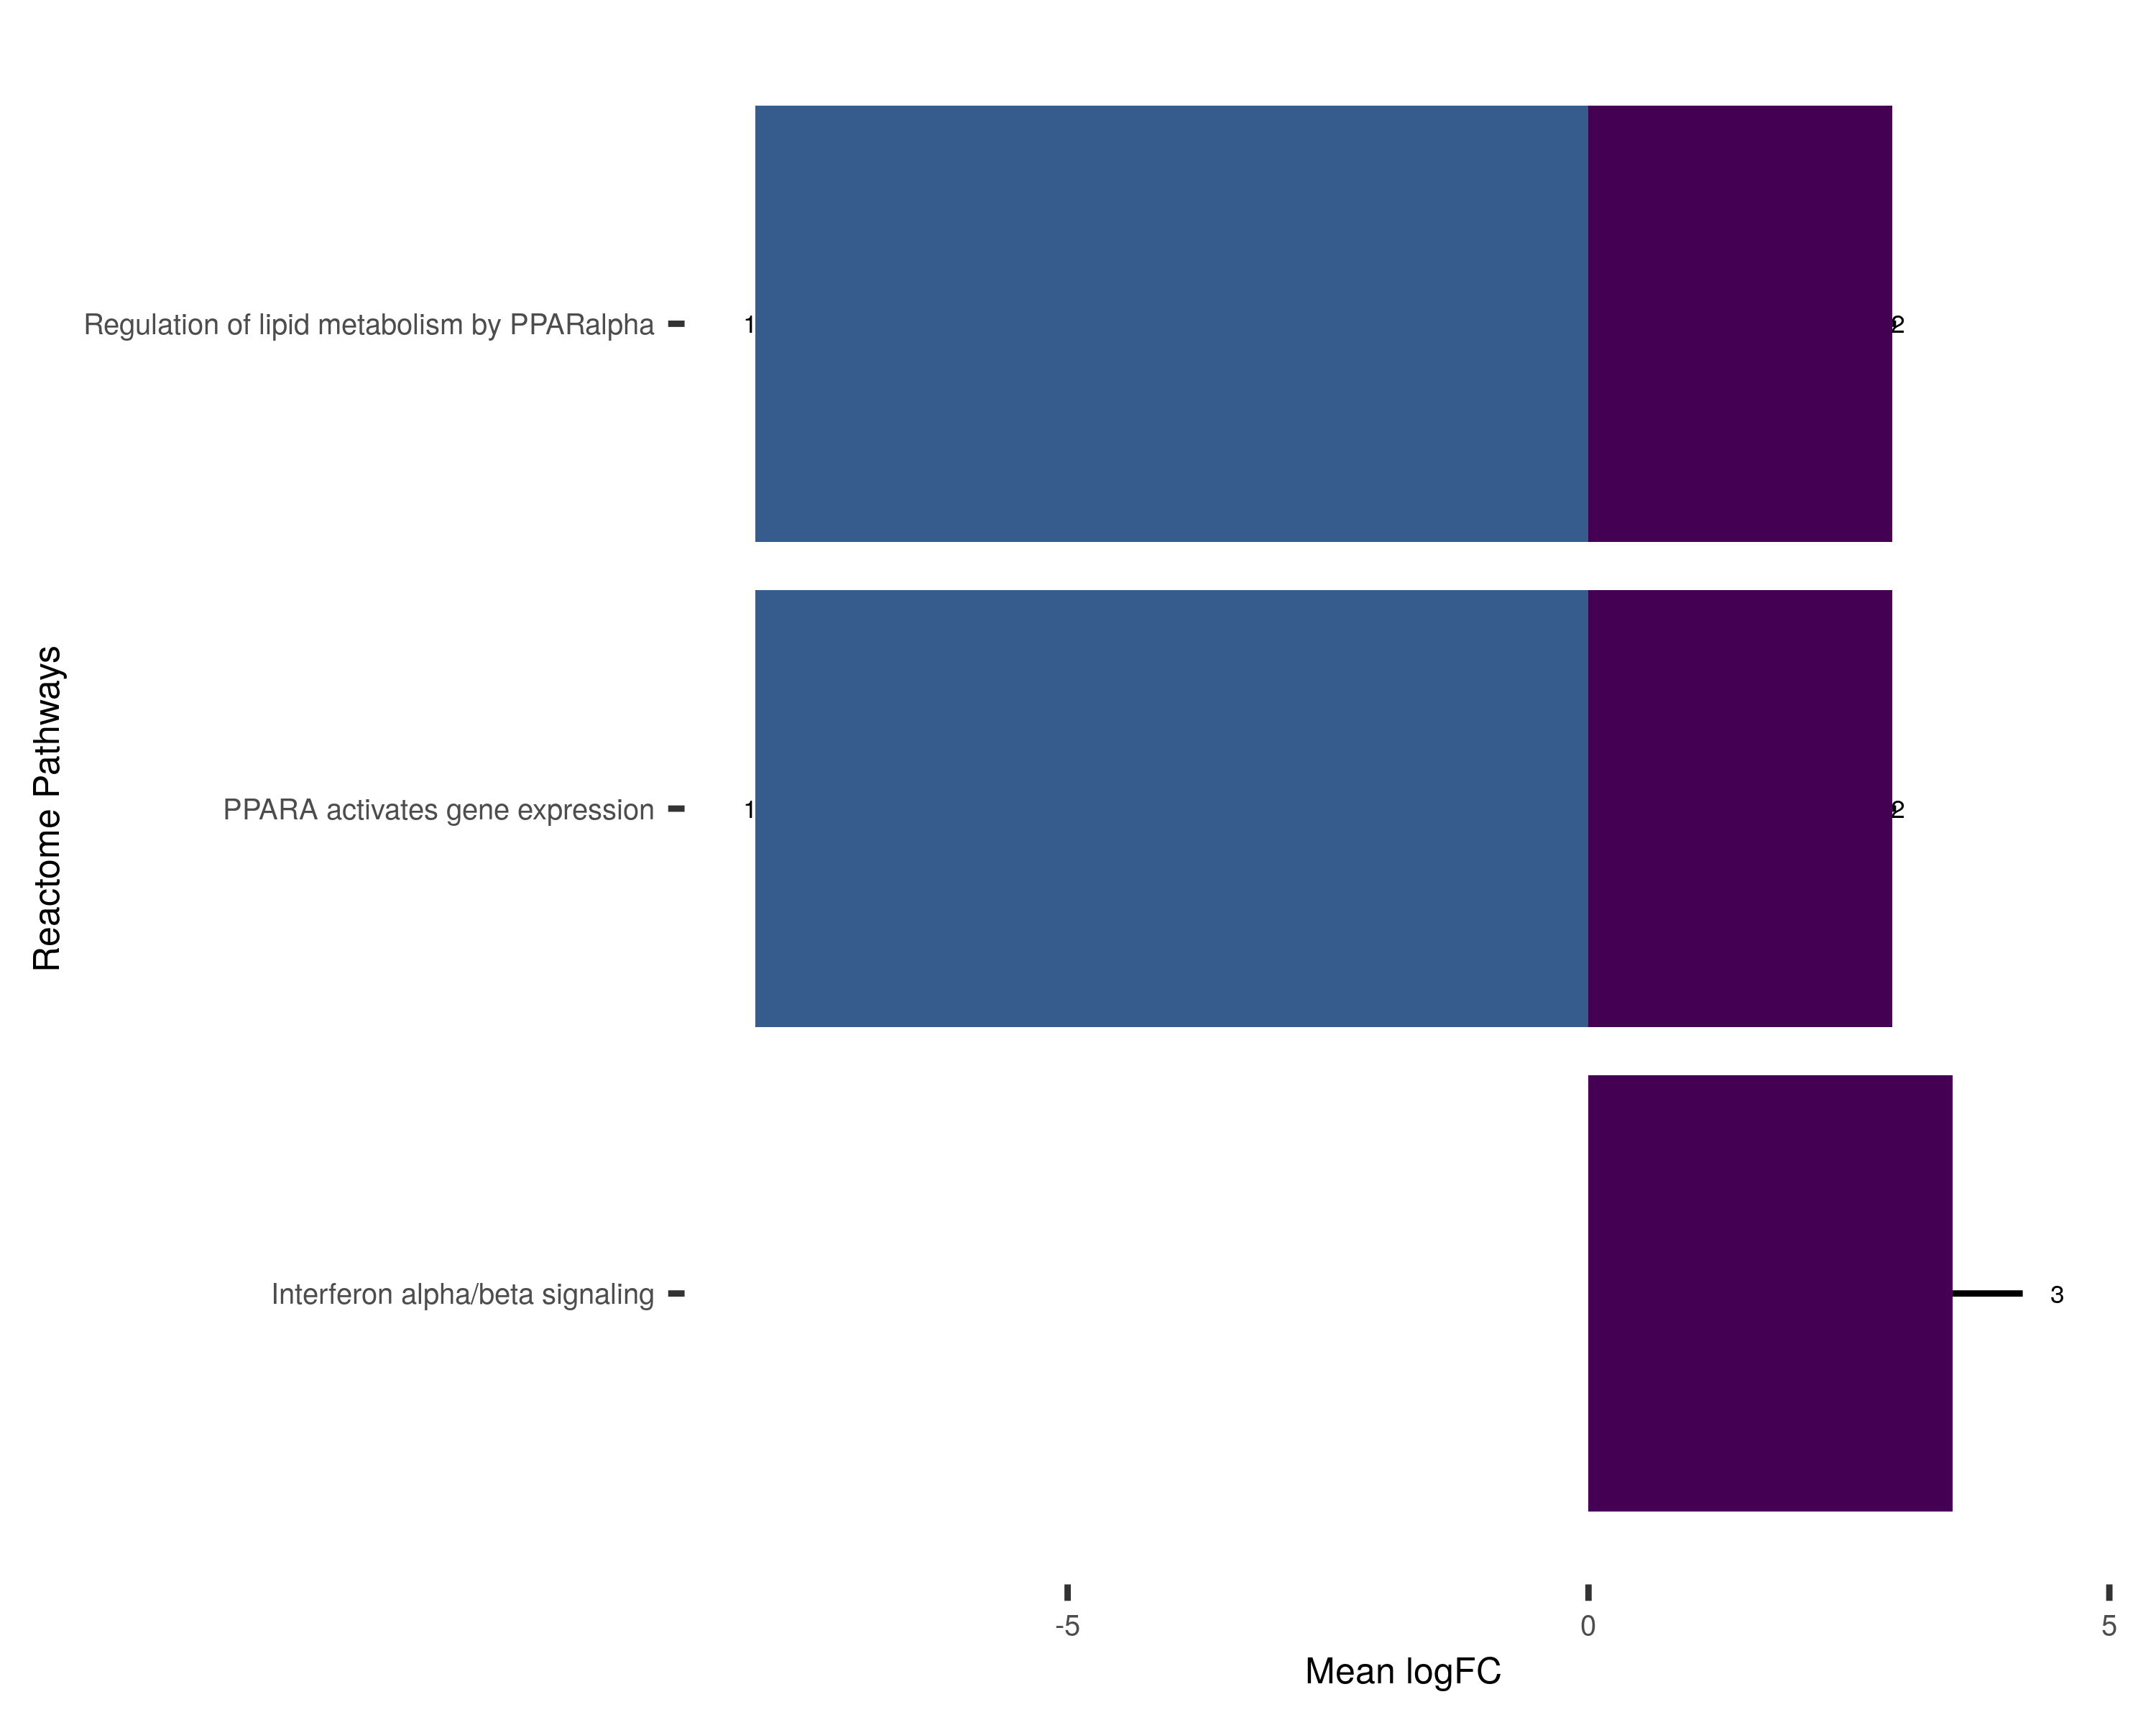 Regulation of lipid metabolism by PPARalpha
1
2
PPARA activates gene expression
1
2
Interferon alpha/beta signaling
3
Reactome Pathways
-5
0
5
Mean logFC